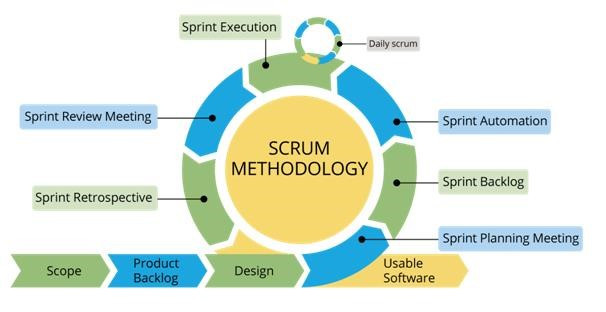 Sprint Execution
Daily scrum
Sprint Review Meeting
Sprint Automation
SCRUM
METHODOLOGY
Sprint Retrospective
Sprint Backlog
Sprint Planning Meeting
Scope
Product
Backlog
Design
Usable
Software